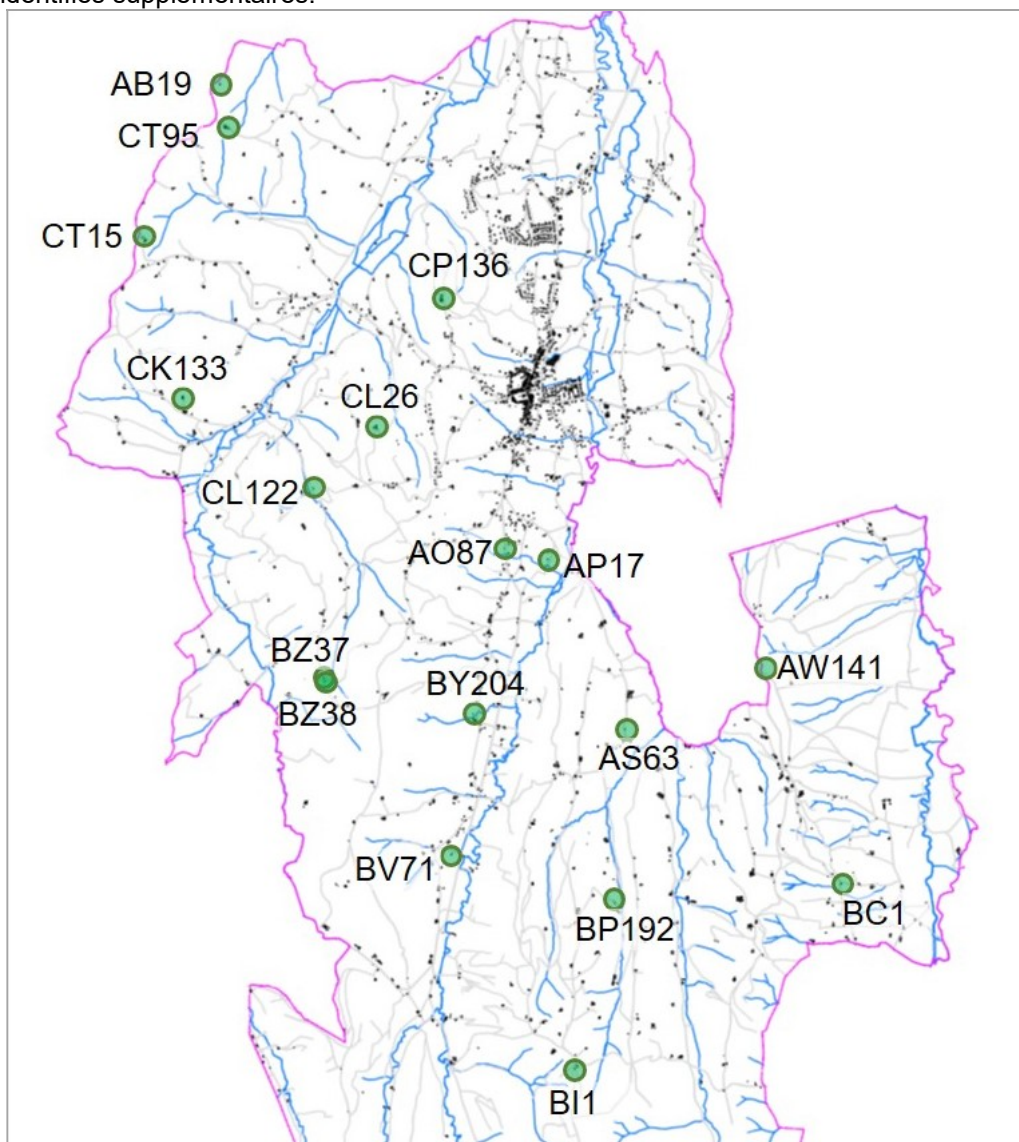 identifiés supplémentaires.
AB19
CT95
CT15
CP136
CK133
CL26
CL122
AO87
AP17
BZ37
AW141
BY204
BZ38
AS63
BV71
BC1
BP192
BI1